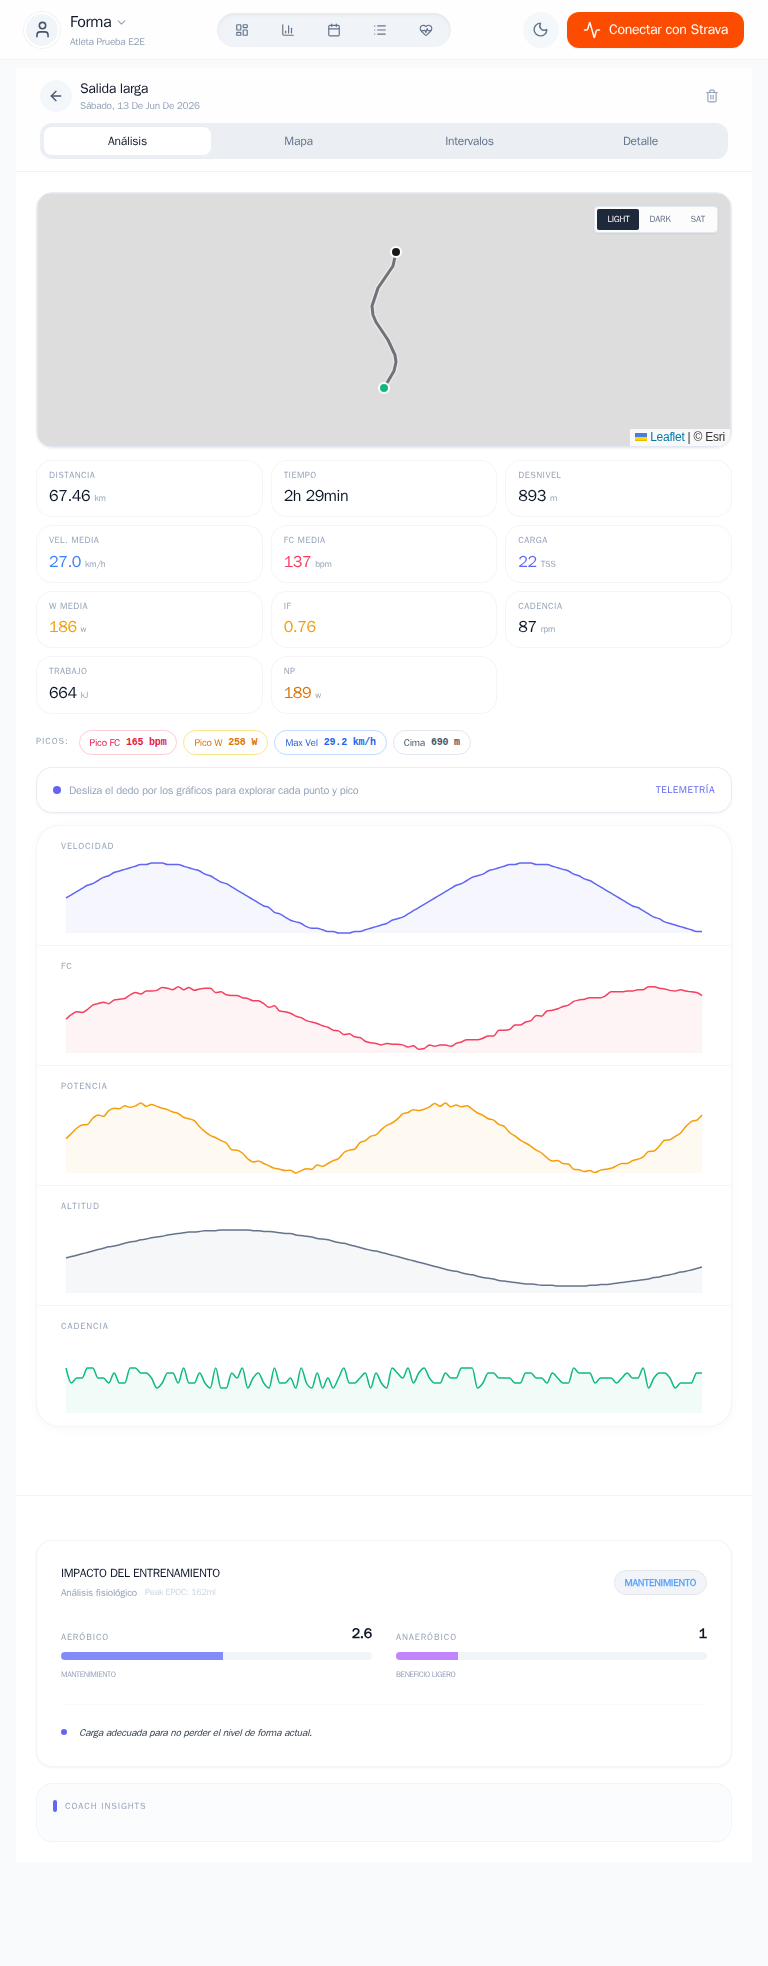 Forma
Atleta Prueba E2E
Conectar con Strava
Salida larga
Sábado, 13 De Jun De 2026
Análisis
Mapa
Intervalos
Detalle
LIGHT
DARK
SAT
Leaflet | © Esri
DISTANCIA
67.46 km
TIEMPO
2h 29min
DESNIVEL
893 m
VEL. MEDIA
27.0 km/h
FC MEDIA
137 bpm
CARGA
22 TSS
W MEDIA
186 w
IF
0.76
CADENCIA
87 rpm
TRABAJO
664 kJ
NP
189 w
PICOS:
Pico FC 165 bpm
Pico W 258 W
Max Vel 29.2 km/h
Cima 690 m
Desliza el dedo por los gráficos para explorar cada punto y pico
TELEMETRÍA
VELOCIDAD
FC
POTENCIA
ALTITUD
CADENCIA
IMPACTO DEL ENTRENAMIENTO
Análisis fisiológico
Peak EPOC: 162ml
MANTENIMIENTO
AERÓBICO
2.6
MANTENIMIENTO
ANAERÓBICO
1
BENEFICIO LIGERO
Carga adecuada para no perder el nivel de forma actual.
COACH INSIGHTS